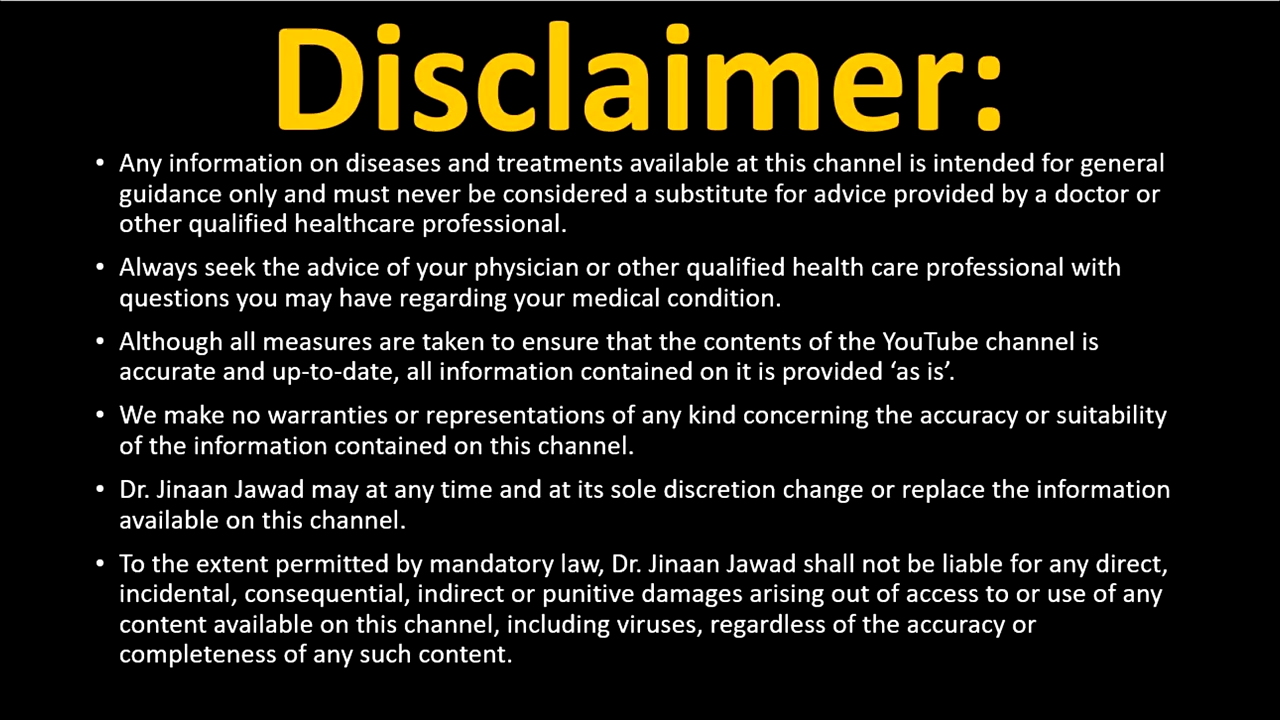 Disclaimer:
• Any information on diseases and treatments available at this channel is intended for general
guidance only and must never be considered a substitute for advice provided by a doctor or
other qualified healthcare professional.
• Always seek the advice of your physician or other qualified health care professional with
questions you may have regarding your medical condition.
• Although all measures are taken to ensure that the contents of the YouTube channel is
accurate and up-to-date, all information contained on it is provided ‘as is’.
• We make no warranties or representations of any kind concerning the accuracy or suitability
of the information contained on this channel.
• Dr. Jinaan Jawad may at any time and at its sole discretion change or replace the information
available on this channel.
• To the extent permitted by mandatory law, Dr. Jinaan Jawad shall not be liable for any direct,
incidental, consequential, indirect or punitive damages arising out of access to or use of any
content available on this channel, including viruses, regardless of the accuracy or
completeness of any such content.